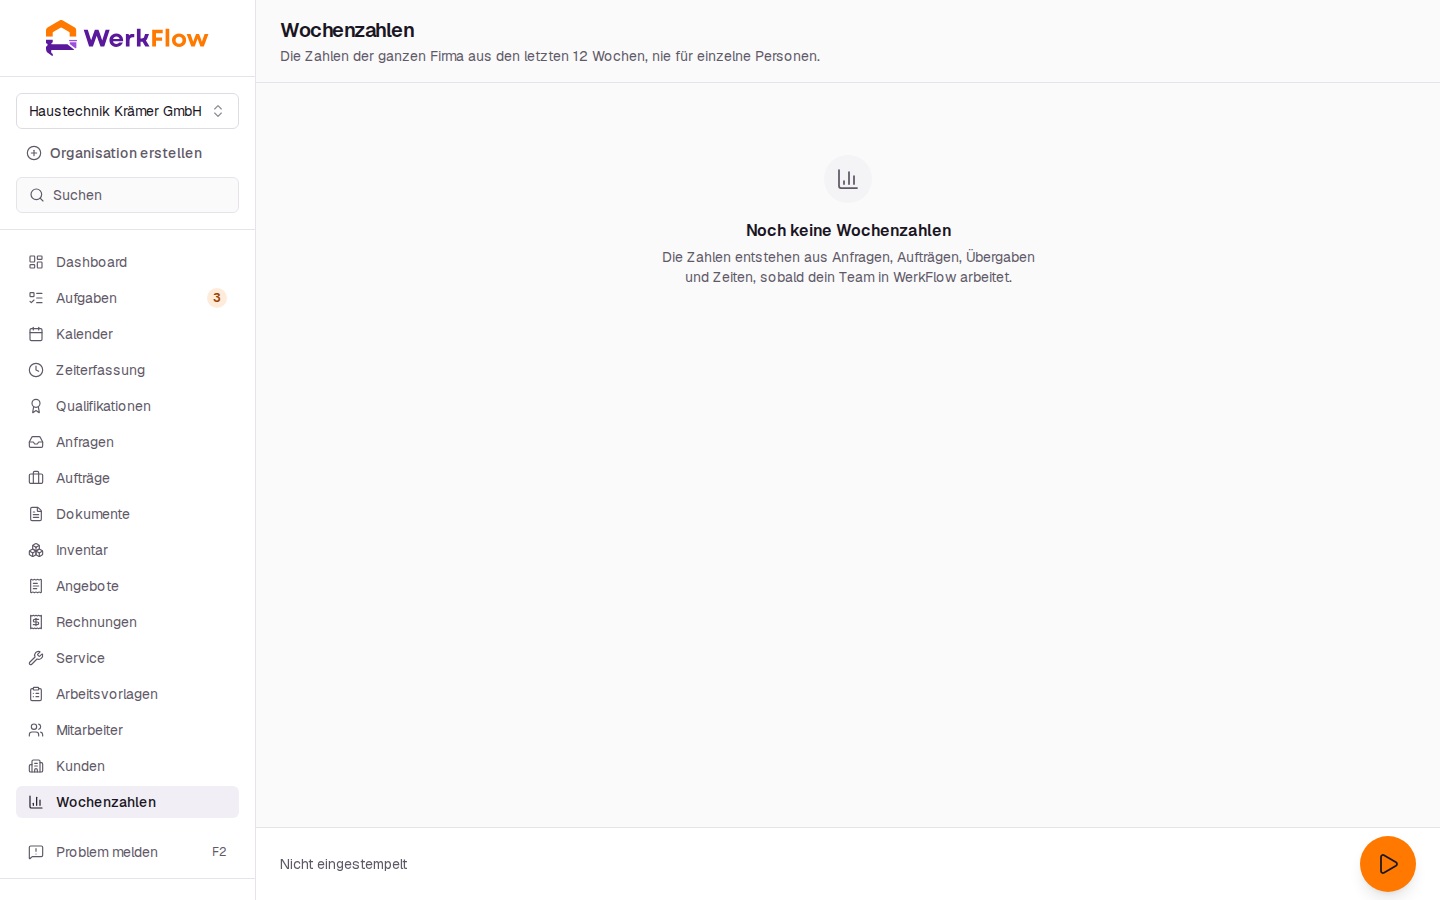 WerkFlow
Haustechnik Krämer GmbH
Organisation erstellen
Suchen
Dashboard
Aufgaben 3
Kalender
Zeiterfassung
Qualifikationen
Anfragen
Aufträge
Dokumente
Inventar
Angebote
Rechnungen
Service
Arbeitsvorlagen
Mitarbeiter
Kunden
Wochenzahlen
Problem melden F2
Wochenzahlen
Die Zahlen der ganzen Firma aus den letzten 12 Wochen, nie für einzelne Personen.
Noch keine Wochenzahlen
Die Zahlen entstehen aus Anfragen, Aufträgen, Übergaben
und Zeiten, sobald dein Team in WerkFlow arbeitet.
Nicht eingestempelt